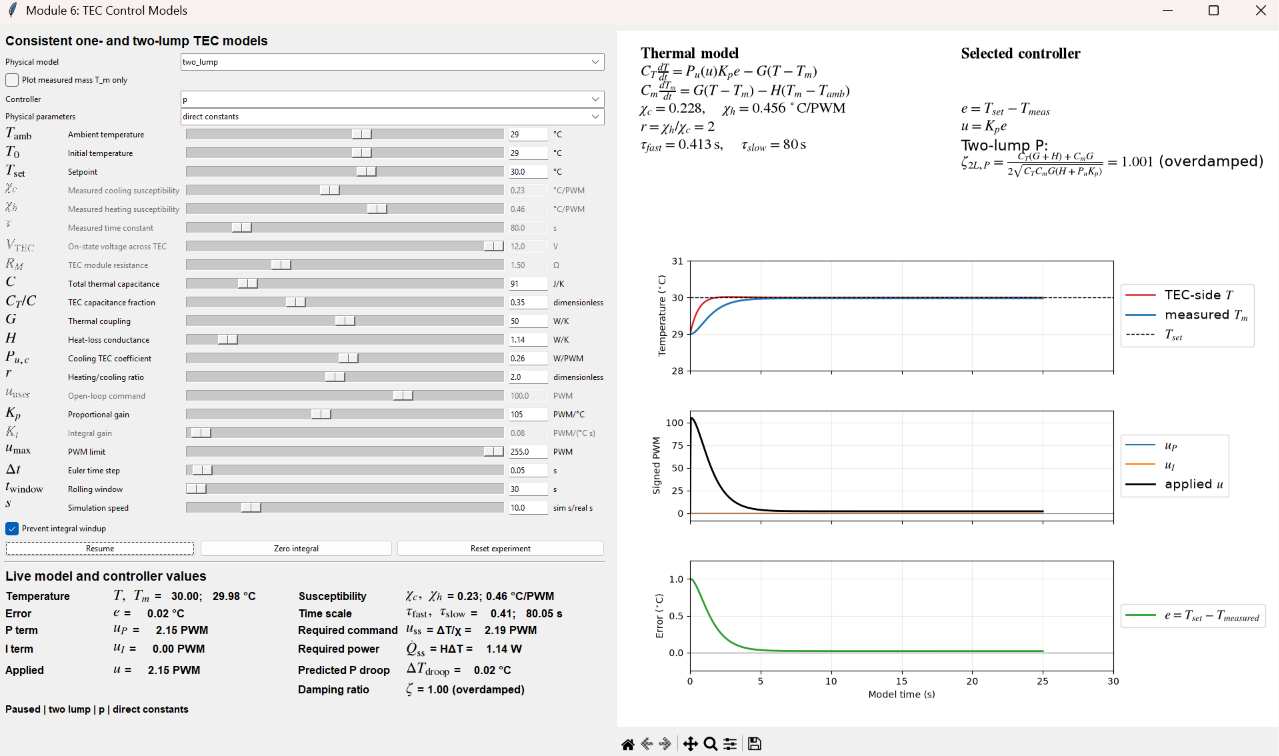 Module 6: TEC Control Models
Consistent one- and two-lump TEC models
Physical model two_lump
Plot measured mass T_m only
Controller p
Physical parameters direct constants
T_amb Ambient temperature 29 °C
T_0 Initial temperature 29 °C
T_set Setpoint 30.0 °C
χ_c Measured cooling susceptibility 0.23 °C/PWM
χ_h Measured heating susceptibility 0.46 °C/PWM
τ Measured time constant 80.0 s
V_TEC On-state voltage across TEC 12.0 V
R_M TEC module resistance 1.50 Ω
C Total thermal capacitance 91 J/K
C_T/C TEC capacitance fraction 0.35 dimensionless
G Thermal coupling 50 W/K
H Heat-loss conductance 1.14 W/K
P_u,c Cooling TEC coefficient 0.26 W/PWM
r Heating/cooling ratio 2.0 dimensionless
u_user Open-loop command 100.0 PWM
K_p Proportional gain 105 PWM/°C
K_i Integral gain 0.08 PWM/(°C s)
u_max PWM limit 255.0 PWM
Δt Euler time step 0.05 s
t_window Rolling window 30 s
s Simulation speed 10.0 sim s/real s
Prevent integral windup
Resume Zero integral Reset experiment
Live model and controller values
Temperature T, T_m = 30.00; 29.98 °C Susceptibility χ_c, χ_h = 0.23; 0.46 °C/PWM
Error e = 0.02 °C Time scale τ_fast, τ_slow = 0.41; 80.05 s
P term u_P = 2.15 PWM Required command u_ss = ΔT/χ = 2.19 PWM
I term u_I = 0.00 PWM Required power Q̇_ss = HΔT = 1.14 W
Applied u = 2.15 PWM Predicted P droop ΔT_droop = 0.02 °C
Damping ratio ζ = 1.00 (overdamped)
Paused | two lump | p | direct constants
Thermal model
C_T dT/dt = P_u(u)K_p e − G(T − T_m)
C_m dT_m/dt = G(T − T_m) − H(T_m − T_amb)
χ_c = 0.228, χ_h = 0.456 °C/PWM
r = χ_h/χ_c = 2
τ_fast = 0.413 s, τ_slow = 80 s
Selected controller
e = T_set − T_meas
u = K_p e
Two-lump P:
ζ_2L,P = C_T(G + H) + C_m G / 2√C_T C_m G(H + P_u K_p) = 1.001 (overdamped)
Temperature (°C)
31
30
29
28
TEC-side T
measured T_m
T_set
Signed PWM
100
75
50
25
0
u_P
u_I
applied u
Error (°C)
1.0
0.5
0.0
e = T_set − T_measured
0 5 10 15 20 25 30
Model time (s)